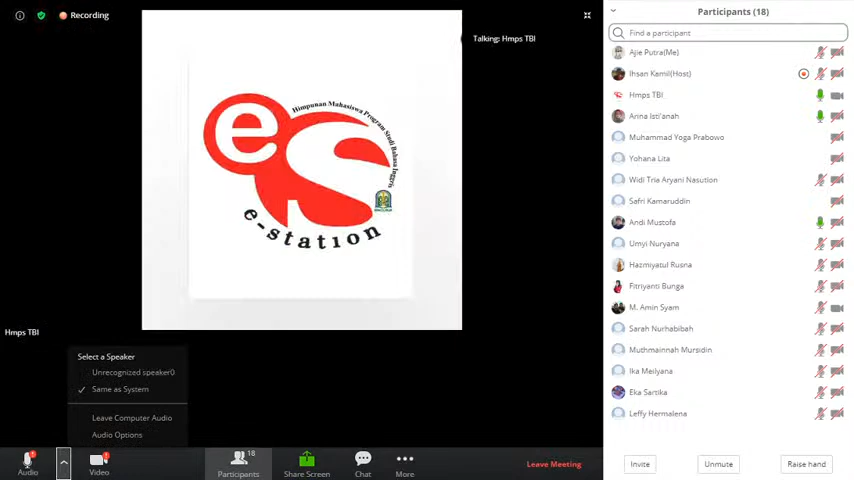 Recording
Talking: Hmps TBI
e
S
Himpunan Mahasiswa Program Studi Bahasa Inggris
e-station
Hmps TBI
Select a Speaker
Unrecognized speaker0
Same as System
Leave Computer Audio
Audio Options
Audio
Video
18
Participants
Share Screen
Chat
More
Leave Meeting
Participants (18)
Find a participant
Ajie Putra(Me)
Ihsan Kamil(Host)
Hmps TBI
Arina Isti'anah
Muhammad Yoga Prabowo
Yohana Lita
Widi Tria Aryani Nasution
Safri Kamaruddin
Andi Mustofa
Umyi Nuryana
Hazmiyatul Rusna
Fitriyanti Bunga
M. Amin Syam
Sarah Nurhabibah
Muthmainnah Mursidin
Ika Meilyana
Eka Sartika
Leffy Hermalena
Invite
Unmute
Raise hand